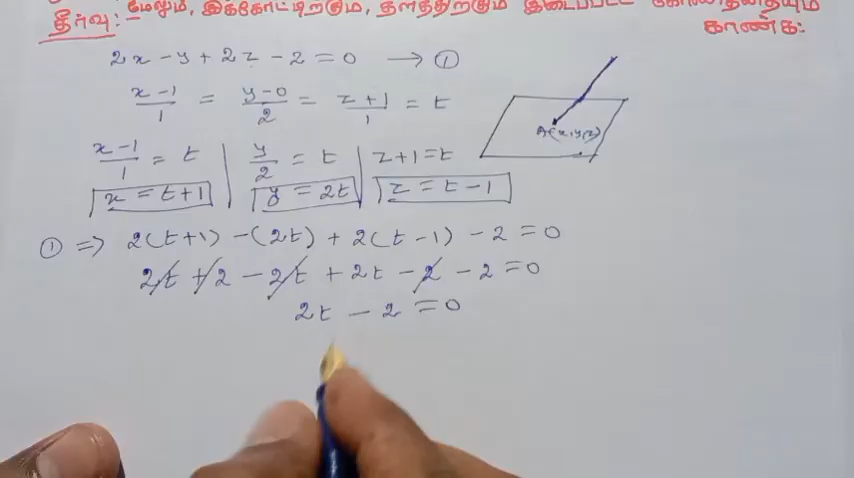 மேலும், இக்கோட்டிற்கும், தளத்திற்கும் இடைப்பட்ட கோணத்தையும்
காண்க:
தீர்வு:-
2x - y + 2z - 2 = 0 → ①
(x-1)/1 = (y-0)/2 = (z+1)/1 = t
A(x,y,z)
(x-1)/1 = t | y/2 = t | z+1 = t
x = t+1 | y = 2t | z = t-1
① ⇒ 2(t+1) - (2t) + 2(t-1) - 2 = 0
2t + 2 - 2t + 2t - 2 - 2 = 0
2t - 2 = 0